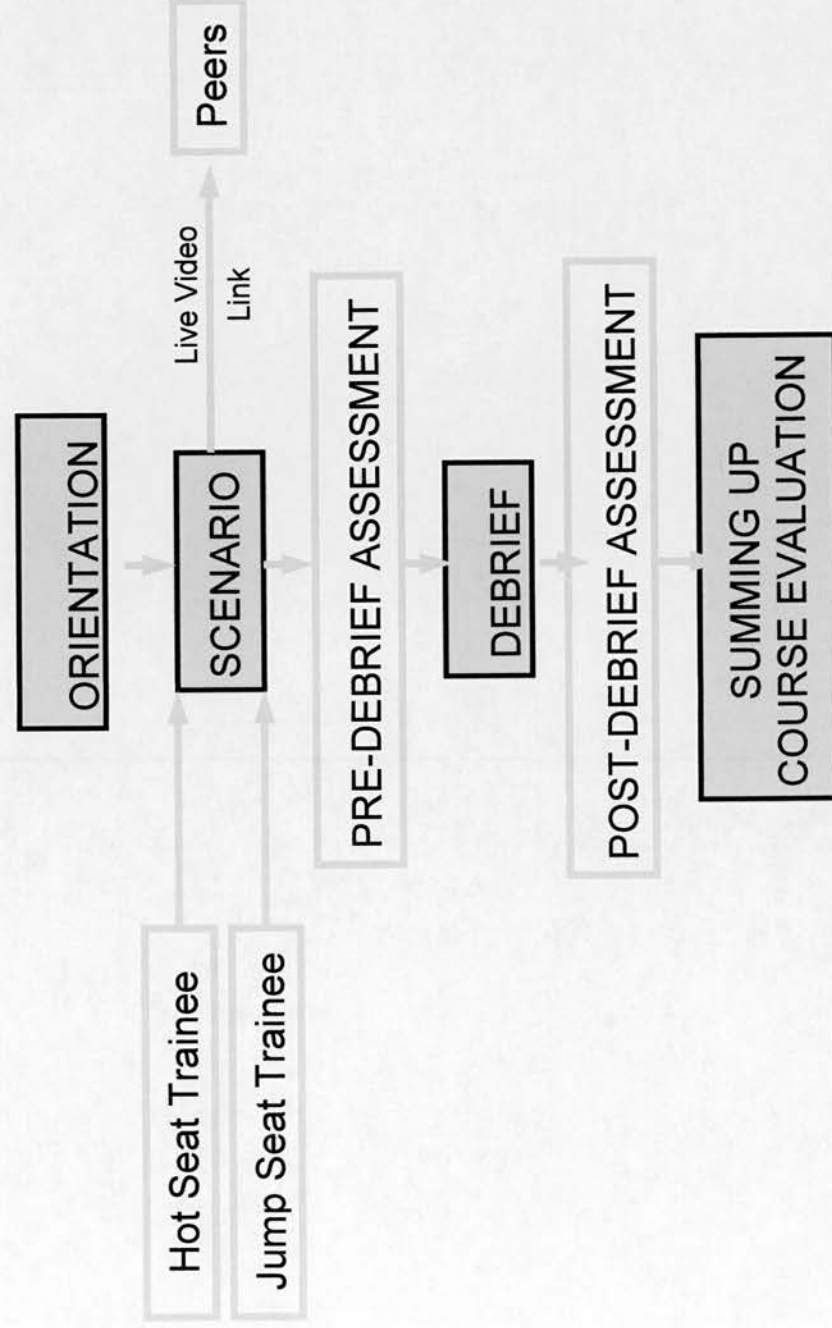 ORIENTATION
Hot Seat Trainee
Jump Seat Trainee
SCENARIO
Live Video
Link
Peers
PRE-DEBRIEF ASSESSMENT
DEBRIEF
POST-DEBRIEF ASSESSMENT
SUMMING UP
COURSE EVALUATION